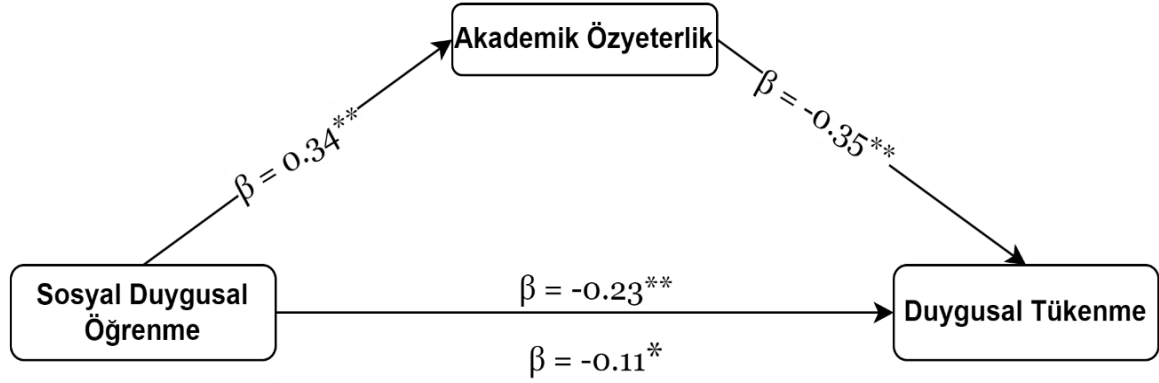 Akademik Özyeterlik
β = 0.34**
β = -0.35**
Sosyal Duygusal
Öğrenme
β = -0.23**
β = -0.11*
Duygusal Tükenme